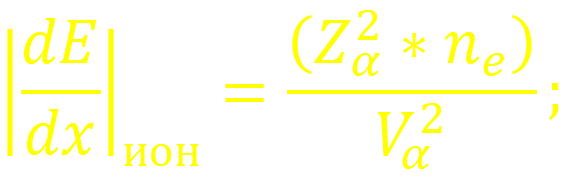 |dE/dx|ион = (Z_α^2 * n_e) / V_α^2 ;